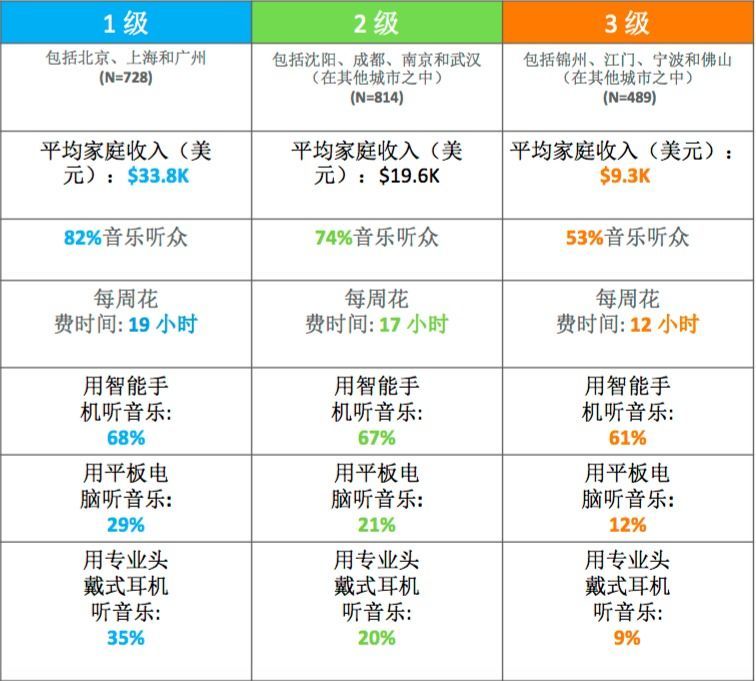 1 级
2 级
3 级
包括北京、上海和广州
(N=728)
包括沈阳、成都、南京和武汉
（在其他城市之中）
(N=814)
包括锦州、江门、宁波和佛山
（在其他城市之中）
(N=489)
平均家庭收入（美
元）: $33.8K
平均家庭收入（美
元）: $19.6K
平均家庭收入（美元）:
$9.3K
82%音乐听众
74%音乐听众
53%音乐听众
每周花
费时间: 19 小时
每周花
费时间: 17 小时
每周花
费时间: 12 小时
用智能手
机听音乐:
68%
用智能手
机听音乐:
67%
用智能手
机听音乐:
61%
用平板电
脑听音乐:
29%
用平板电
脑听音乐:
21%
用平板电
脑听音乐:
12%
用专业头
戴式耳机
听音乐:
35%
用专业头
戴式耳机
听音乐:
20%
用专业头
戴式耳机
听音乐:
9%